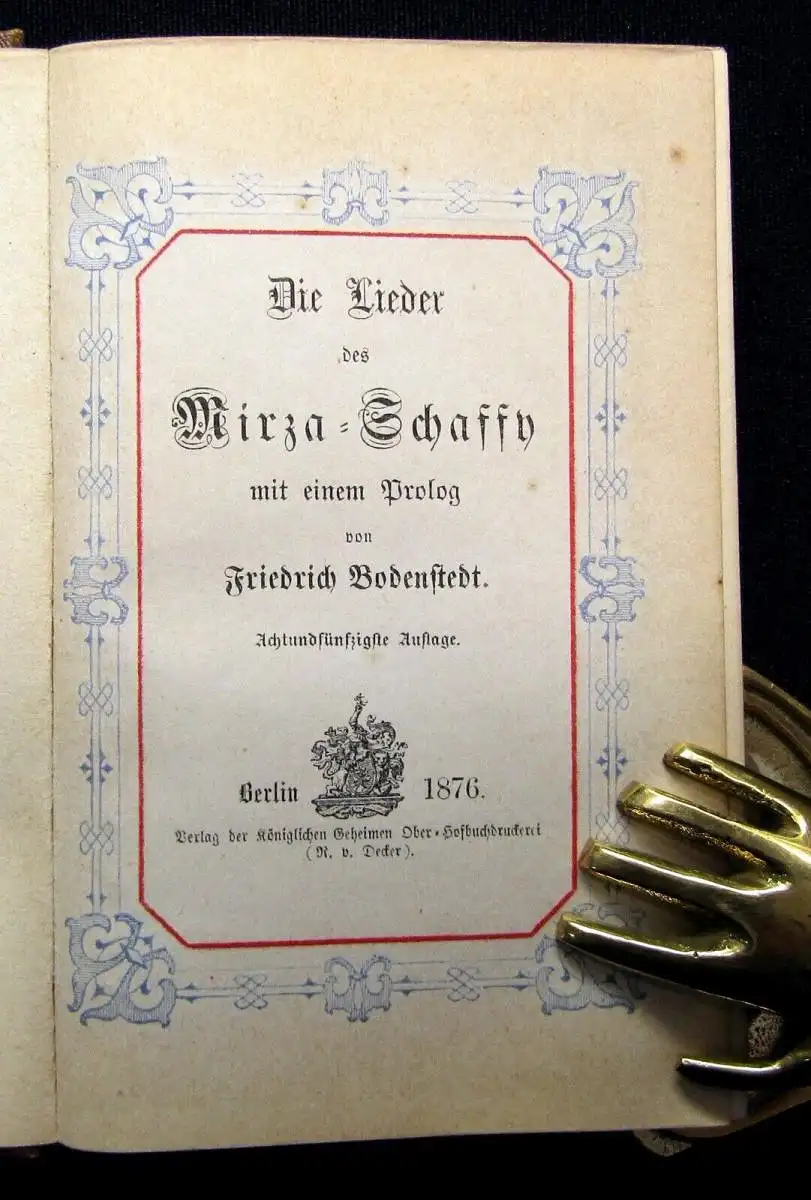 Die Lieder
des
Mirza-Schaffy
mit einem Prolog
von
Friedrich Bodenstedt.
Achtundfünfzigste Auflage.
Berlin 1876.
Verlag der Königlichen Geheimen Ober-Hofbuchdruckerei
(R. v. Decker).